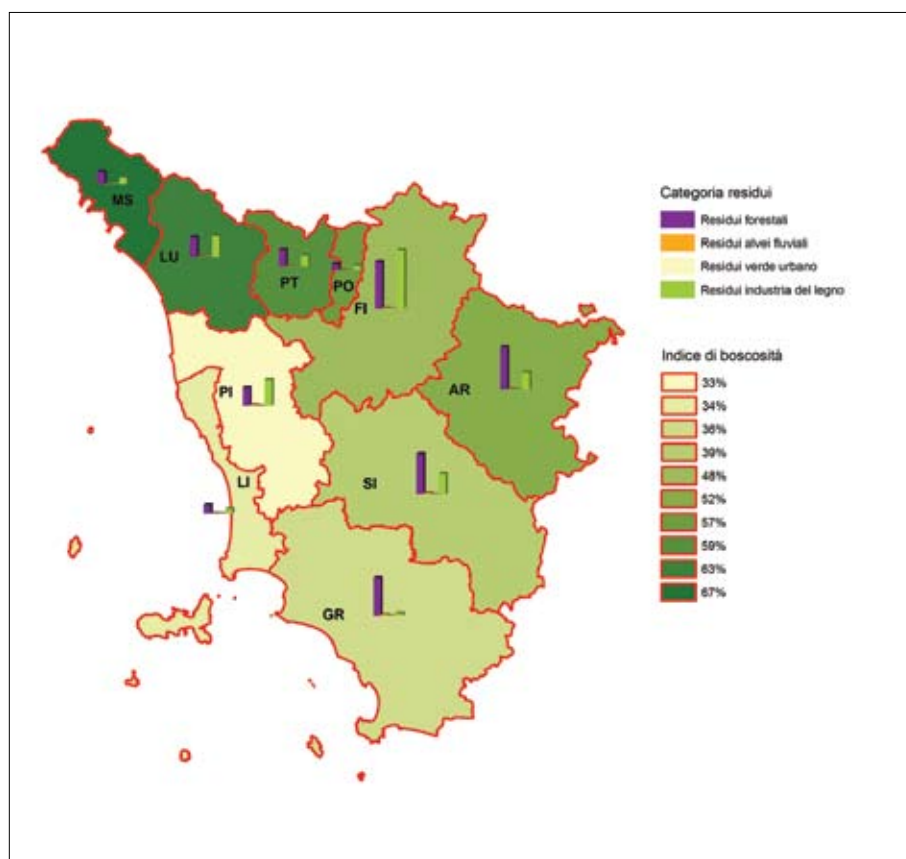 MS
LU
PT
PO
FI
PI
AR
LI
SI
GR
Categoria residui
Residui forestali
Residui alvei fluviali
Residui verde urbano
Residui industria del legno
Indice di boscosità
33%
34%
36%
39%
48%
52%
57%
59%
63%
67%